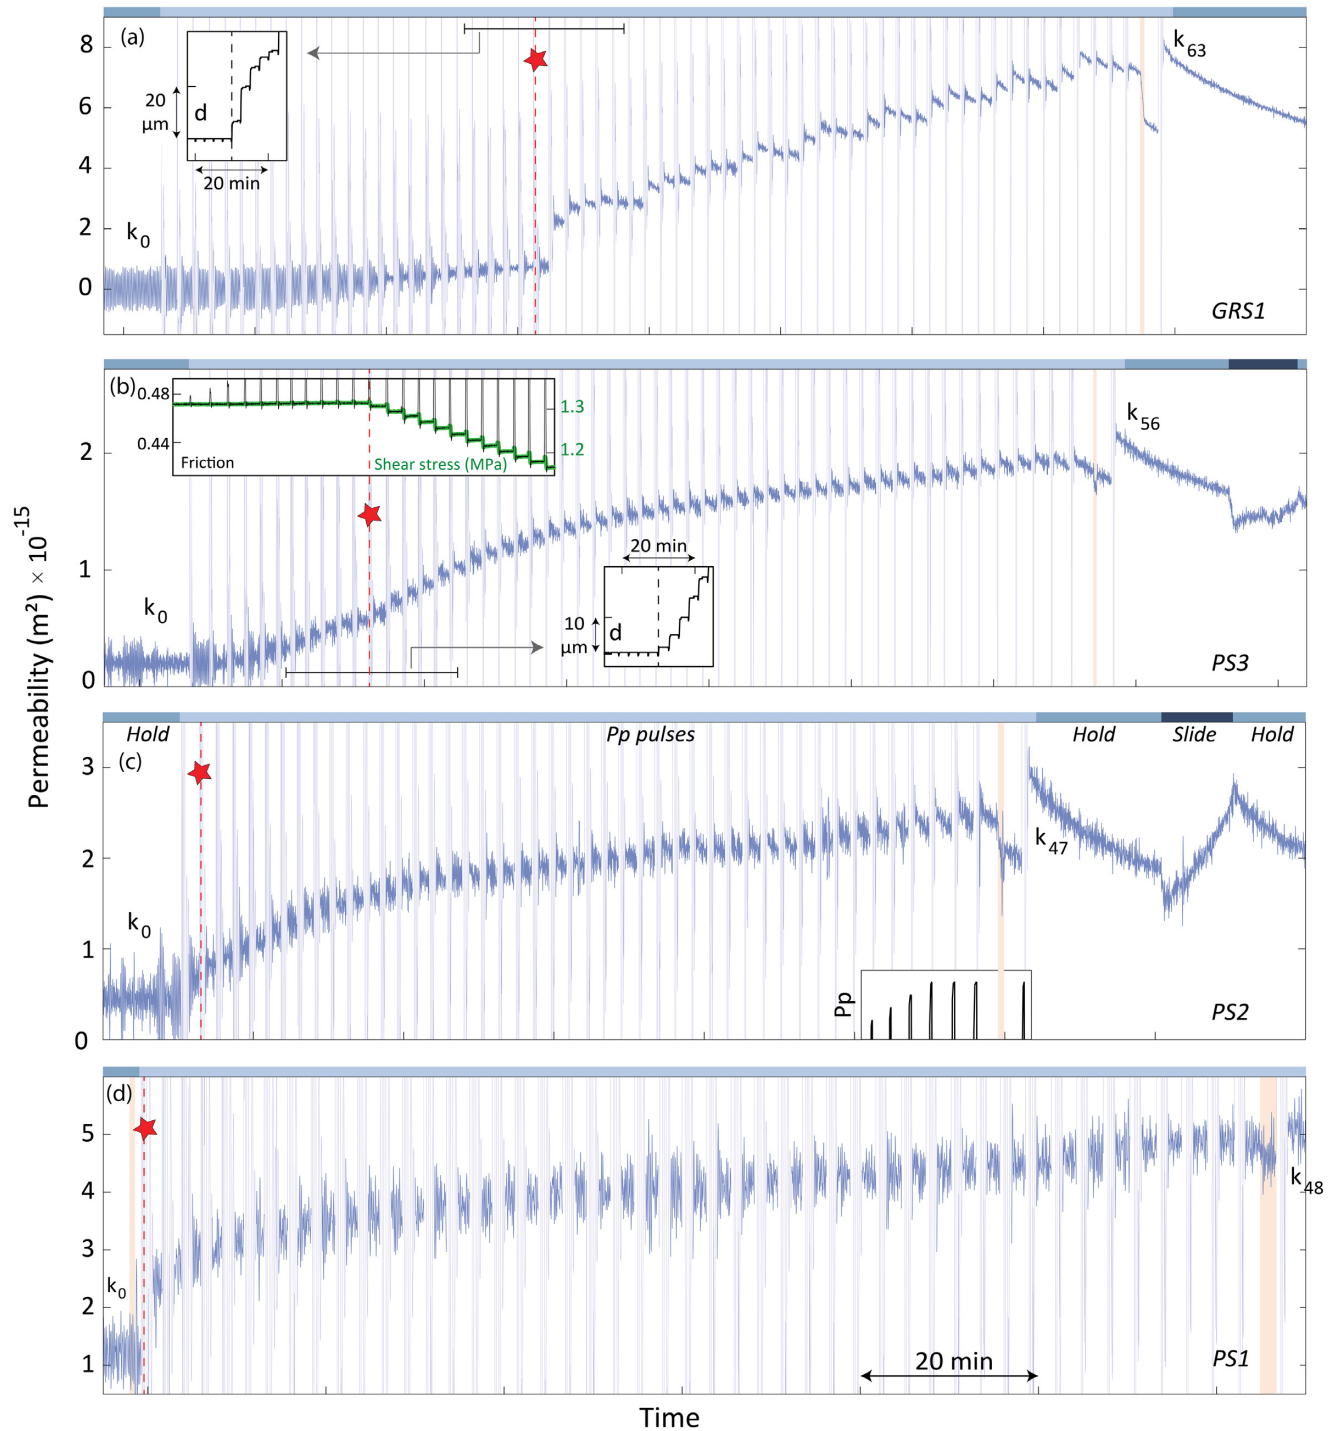 Permeability (m²) × 10⁻¹⁵
(a)
8
6
4
2
0
20
µm
d
20 min
k₀
k₆₃
GRS1
(b)
2
1
0
0.48
0.44
Friction
Shear stress (MPa)
1.3
1.2
k₀
20 min
10
µm
d
k₅₆
PS3
Hold
Pp pulses
Hold
Slide
Hold
(c)
3
2
1
0
k₀
k₄₇
Pp
PS2
(d)
5
4
3
2
1
k₀
k₄₈
PS1
20 min
Time